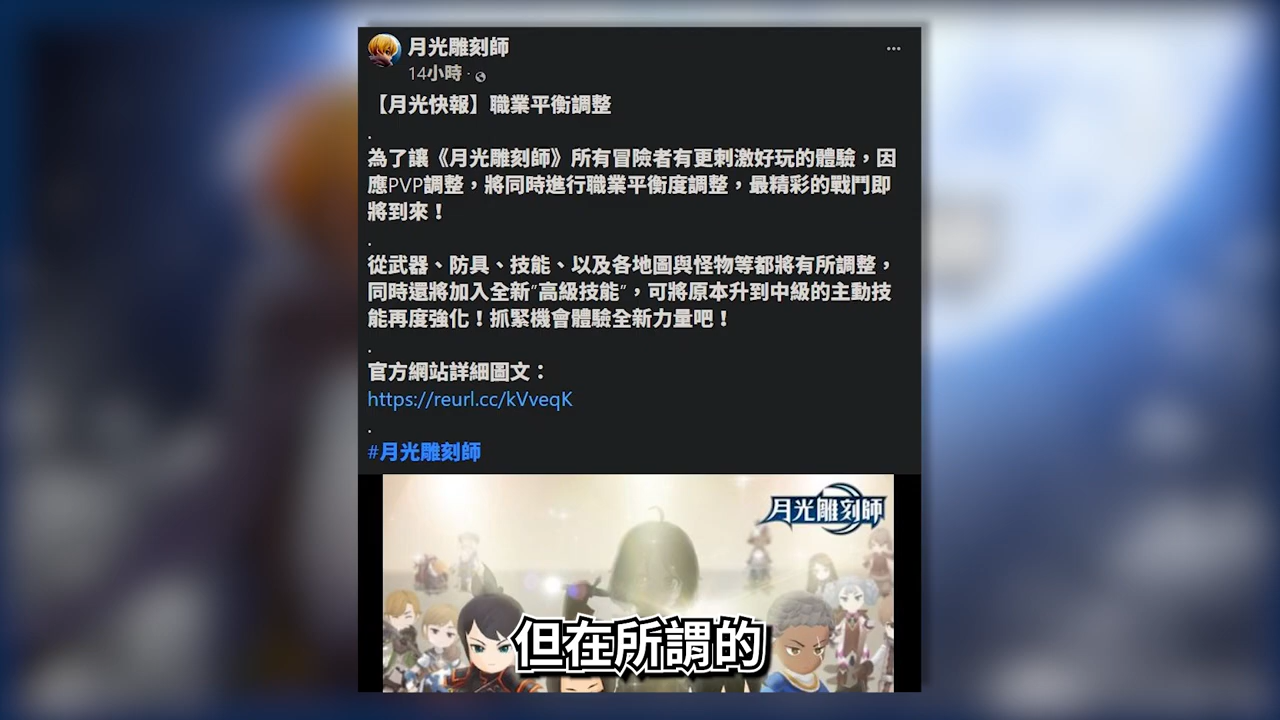 月光雕刻師
14小時 ·
【月光快報】職業平衡調整
.
為了讓《月光雕刻師》所有冒險者有更刺激好玩的體驗，因
應PVP調整，將同時進行職業平衡度調整，最精彩的戰鬥即
將到來！
.
從武器、防具、技能、以及各地圖與怪物等都將有所調整，
同時還將加入全新"高級技能"，可將原本升到中級的主動技
能再度強化！抓緊機會體驗全新力量吧！
.
官方網站詳細圖文：
https://reurl.cc/kVveqK
.
#月光雕刻師
月光雕刻師
但在所謂的